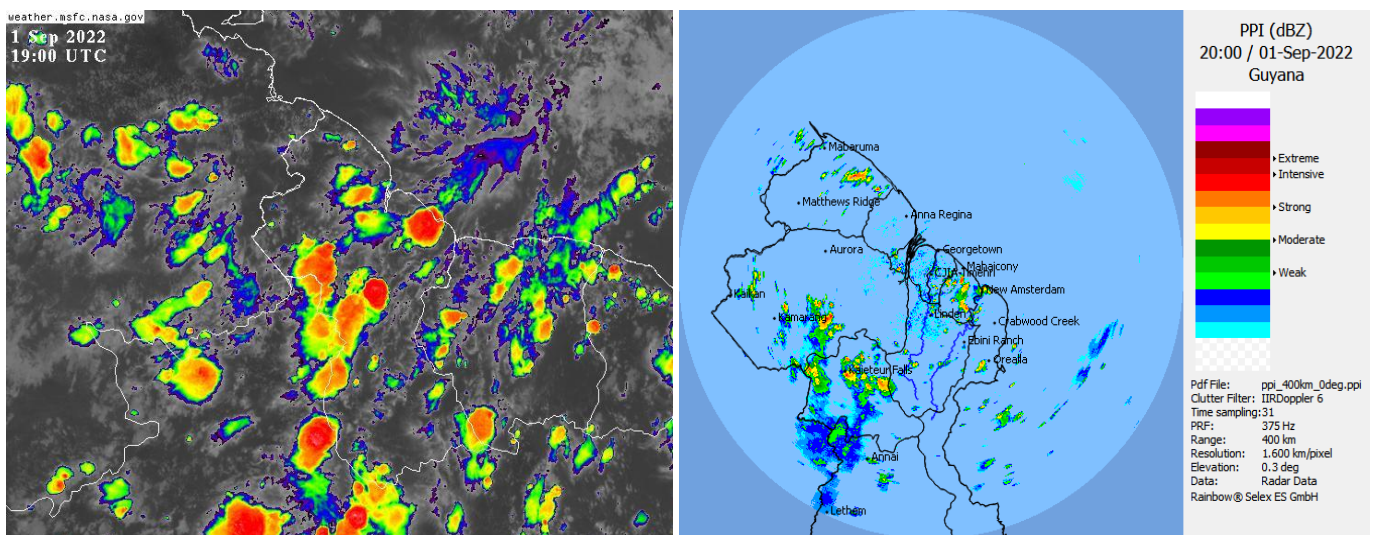 weather.msfc.nasa.gov
1 Sep 2022
19:00 UTC
Mabaruma
Matthews Ridge
Anna Regina
Aurora
Georgetown
Mahaicony
CJIA-Timehri
New Amsterdam
Kaikan
Kamarang
Linden
Crabwood Creek
Ebini Ranch
Orealla
Kaieteur Falls
Annai
Lethem
PPI (dBZ)
20:00 / 01-Sep-2022
Guyana
Extreme
Intensive
Strong
Moderate
Weak
Pdf File: ppi_400km_0deg.ppi
Clutter Filter: IIRDoppler 6
Time sampling:31
PRF: 375 Hz
Range: 400 km
Resolution: 1.600 km/pixel
Elevation: 0.3 deg
Data: Radar Data
Rainbow® Selex ES GmbH